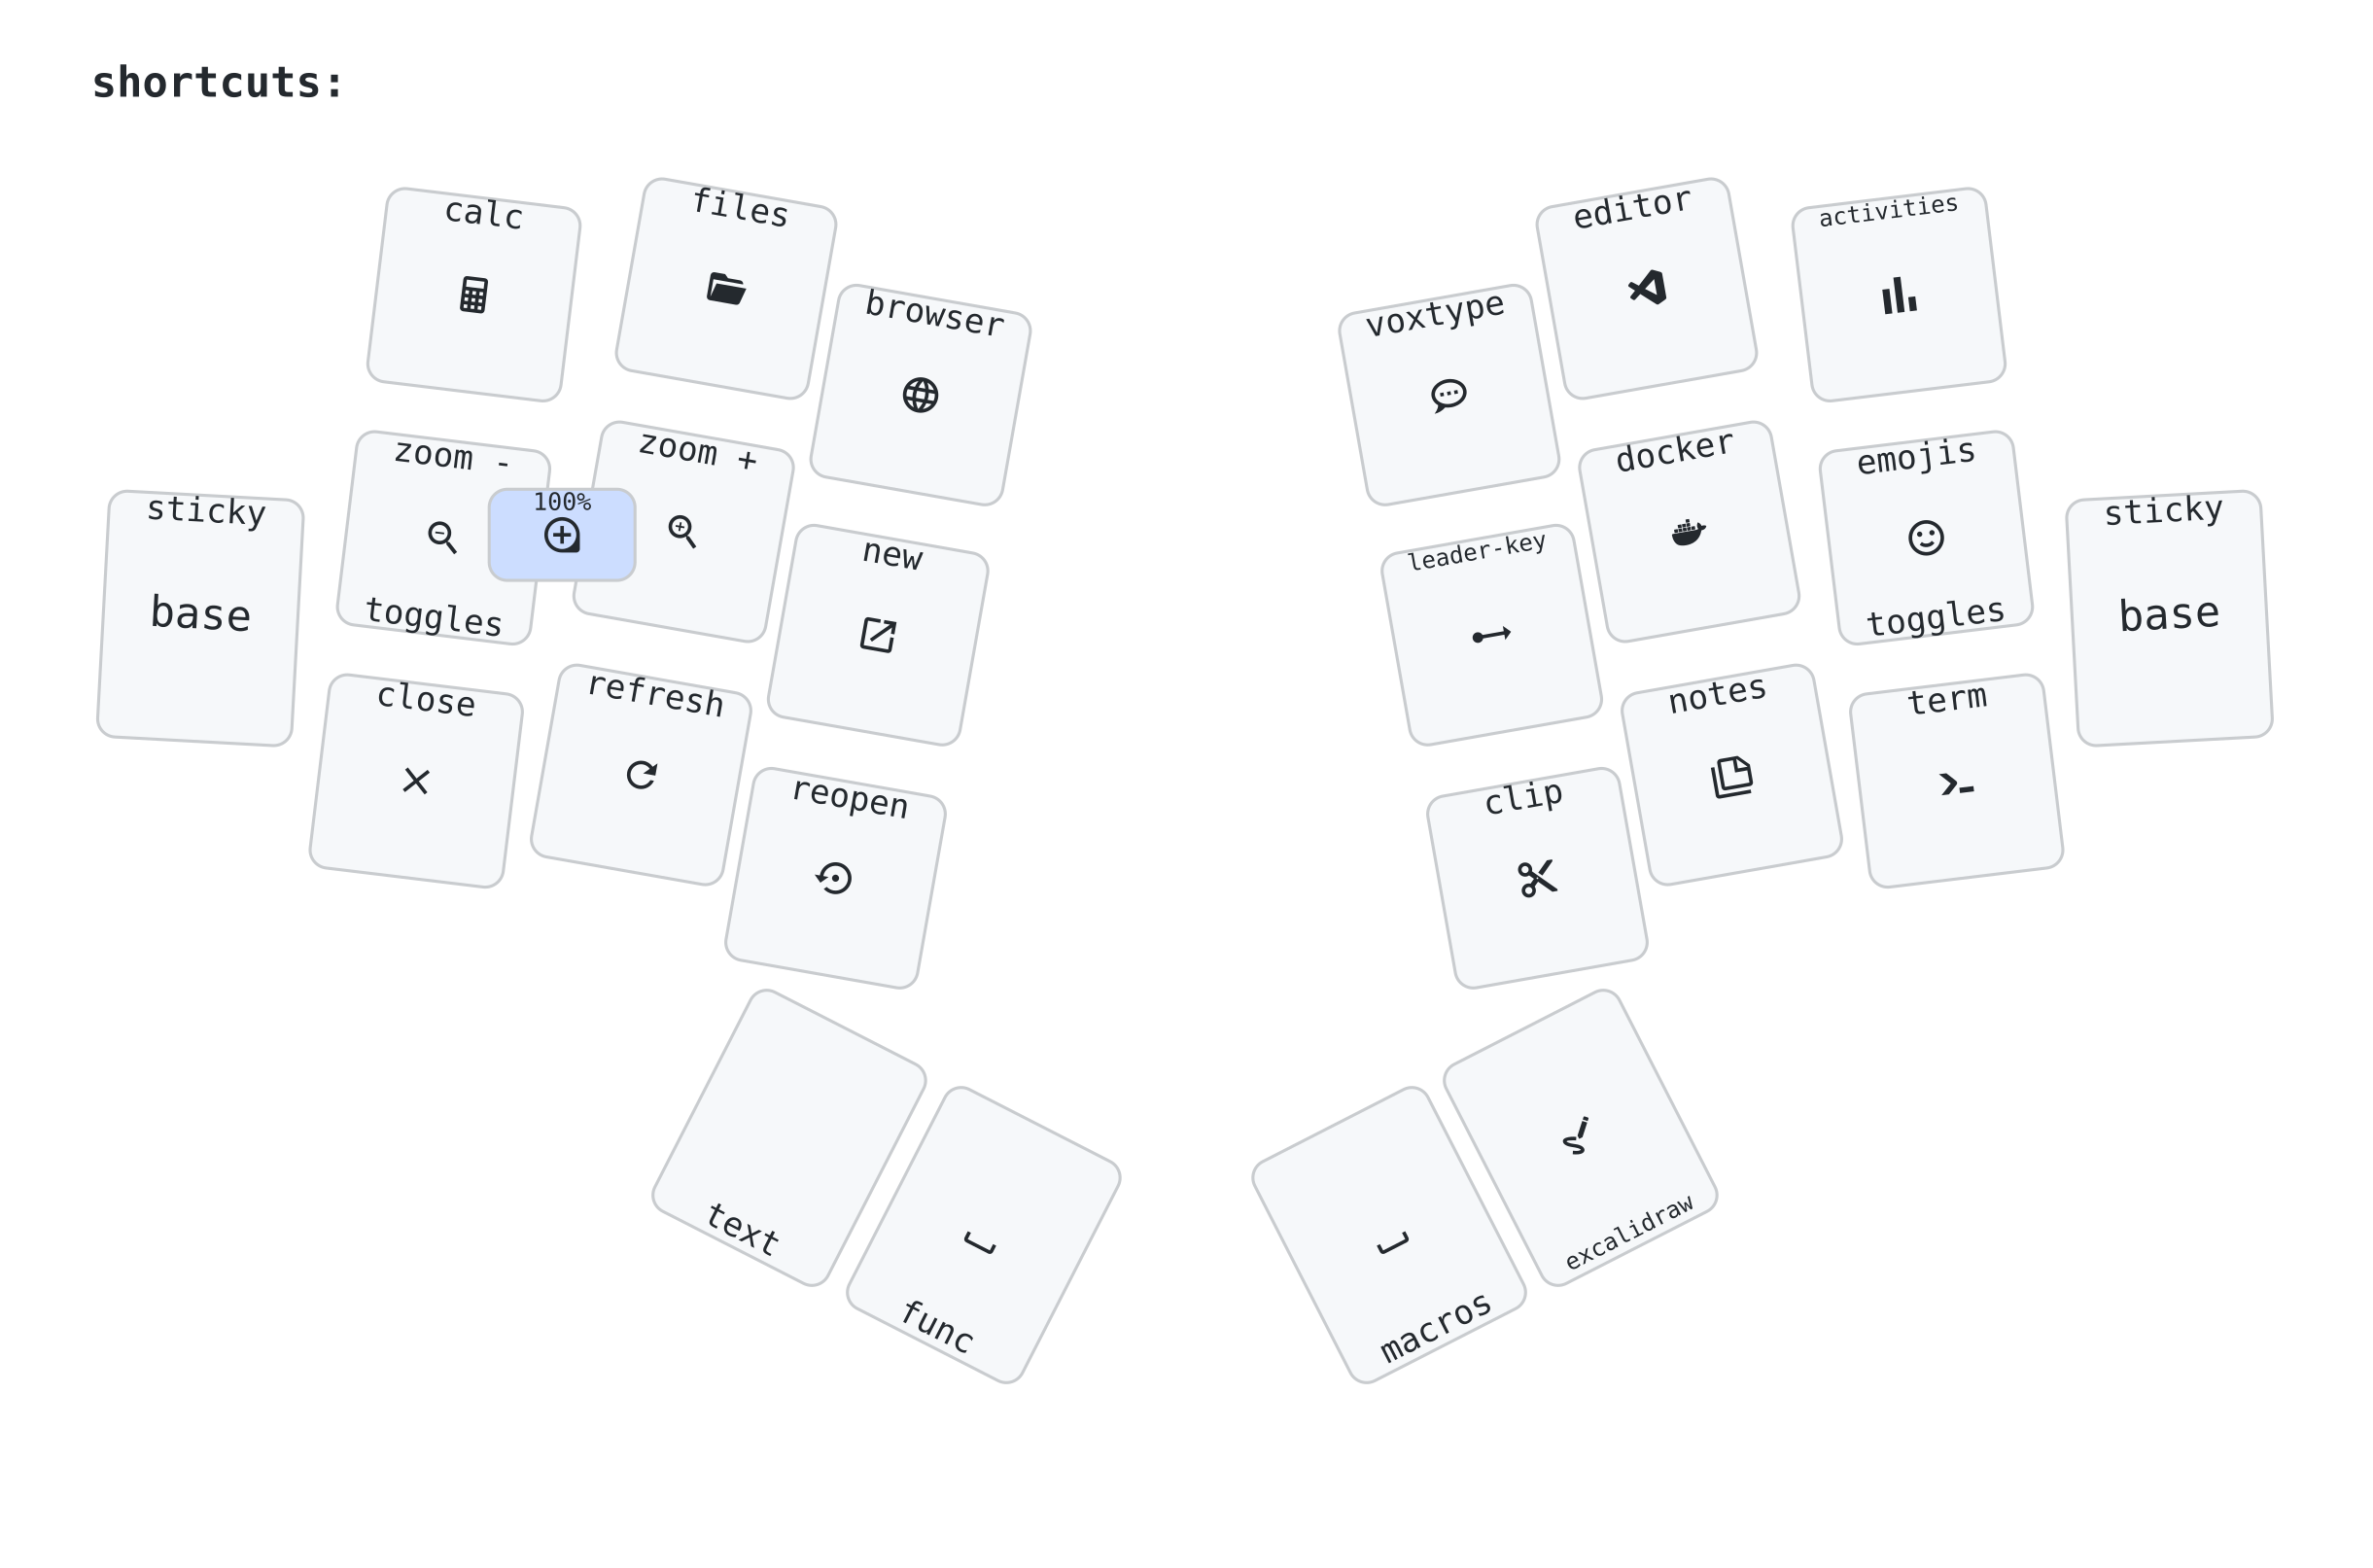 shortcuts:
calc
files
browser
voxtype
editor
activities
sticky
base
zoom -
toggles
100%
zoom +
new
leader-key
docker
emojis
toggles
sticky
base
close
refresh
reopen
clip
notes
term
text
func
macros
excalidraw